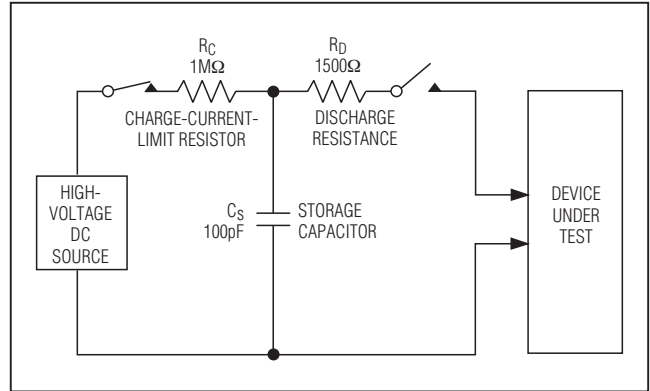 R_C
1MΩ
CHARGE-CURRENT-
LIMIT RESISTOR
R_D
1500Ω
DISCHARGE
RESISTANCE
HIGH-
VOLTAGE
DC
SOURCE
C_S
100pF
STORAGE
CAPACITOR
DEVICE
UNDER
TEST